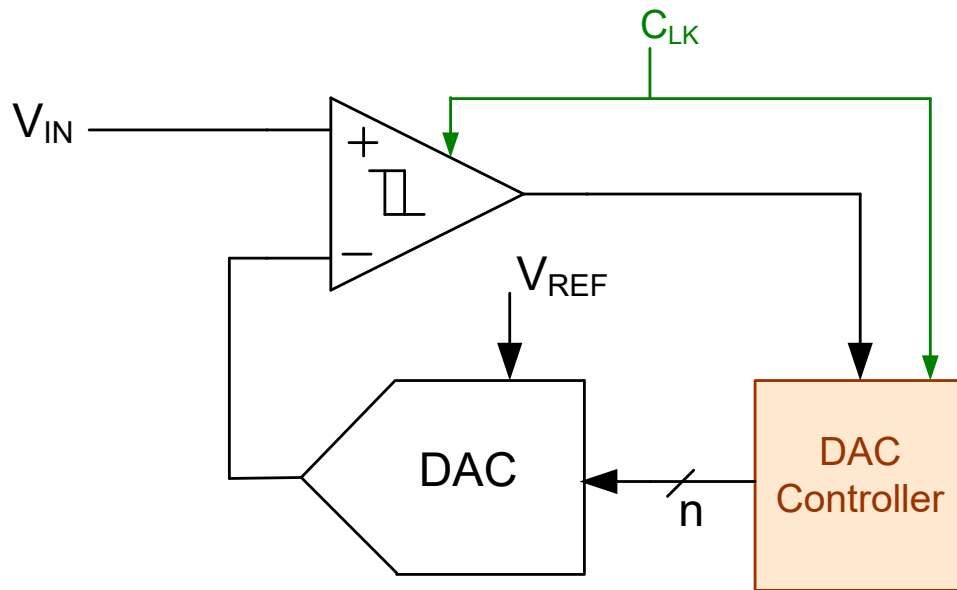 CLK
VIN
+
−
VREF
DAC
n
DAC
Controller